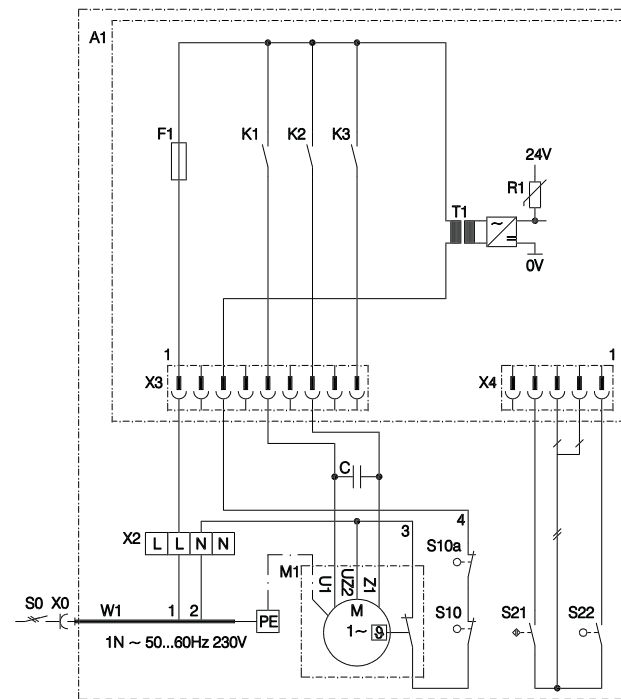 A1
F1 K1 K2 K3
24V
R1
T1
~
=
0V
1 1
X3 X4
C
3 4
X2 L L N N
S10a
M1
U1 UZ2 Z1
S0 X0 W1 1 2 PE
M
1~ ϑ
S10 S21 S22
1N ~ 50...60Hz 230V